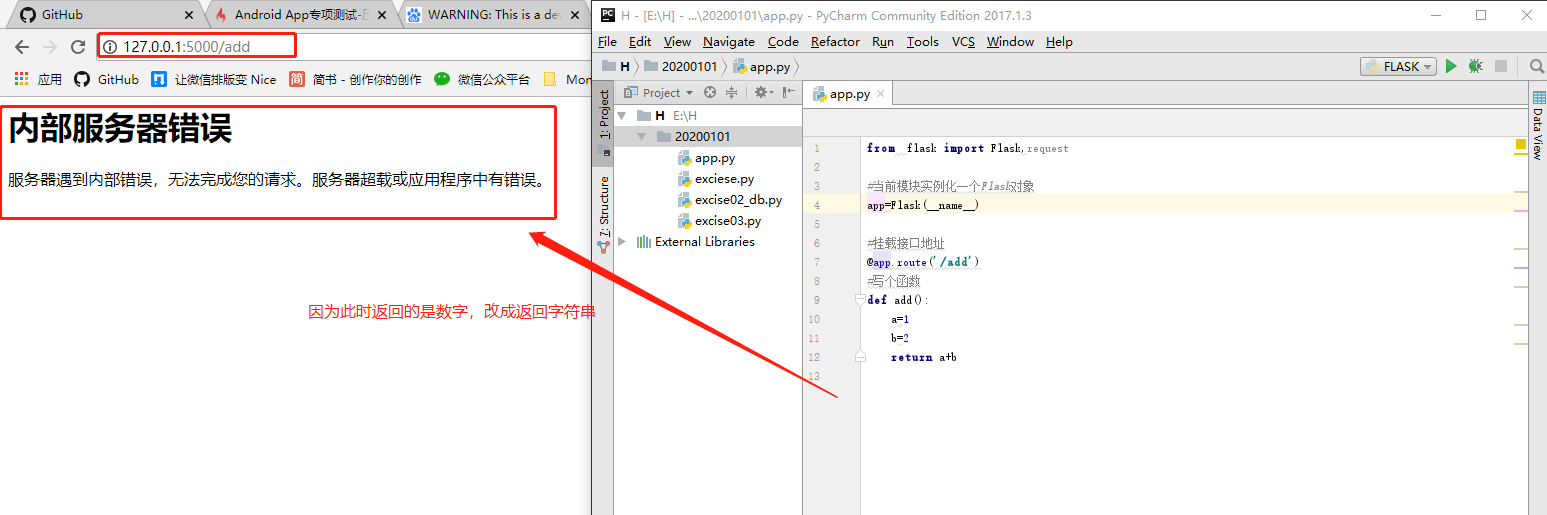 GitHub
Android App专项测试-
WARNING: This is a dev
127.0.0.1:5000/add
应用
GitHub
让微信排版变 Nice
简书 - 创作你的创作
微信公众平台
Mon
内部服务器错误
服务器遇到内部错误，无法完成您的请求。服务器超载或应用程序中有错误。
因为此时返回的是数字，改成返回字符串
H - [E:\H] - ...\20200101\app.py - PyCharm Community Edition 2017.1.3
File Edit View Navigate Code Refactor Run Tools VCS Window Help
H 20200101 app.py
FLASK
1: Project
7: Structure
Project
H E:\H
20200101
app.py
exciese.py
excise02_db.py
excise03.py
External Libraries
app.py
1 from flask import Flask,request
2
3 #当前模块实例化一个Flask对象
4 app=Flask(__name__)
5
6 #挂载接口地址
7 @app.route('/add')
8 #写个函数
9 def add():
10 a=1
11 b=2
12 return a+b
13
Data View